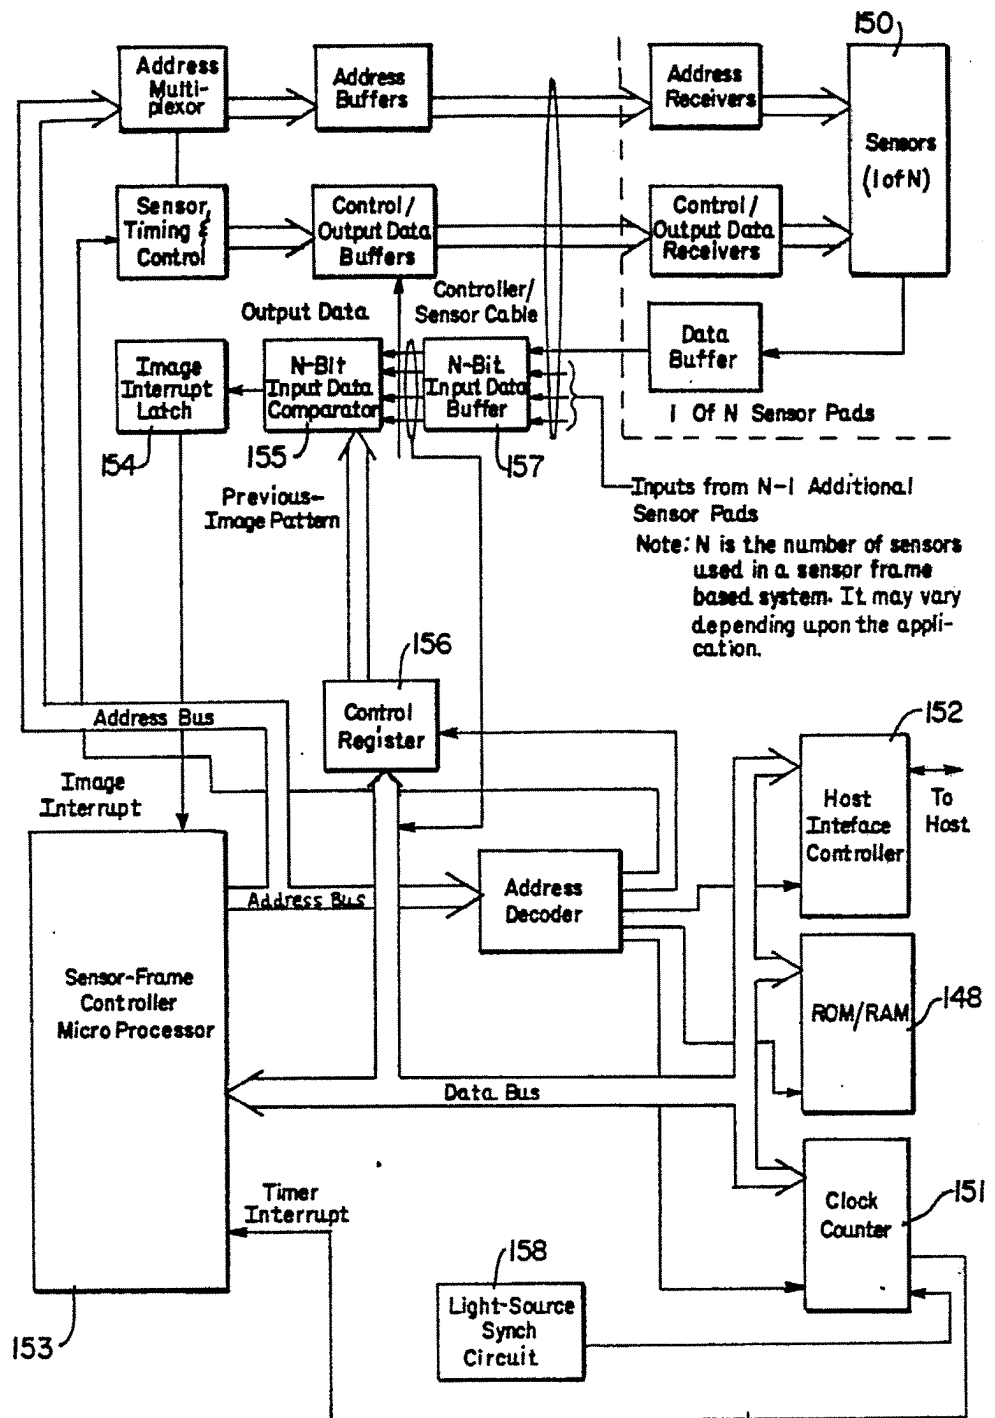 150
Address
Multi-
plexor
Address
Buffers
Address
Receivers
Sensors
(1 of N)
Sensor,
Timing &
Control
Control/
Output Data
Buffers
Control/
Output Data
Receivers
Output Data
Controller/
Sensor Cable
Data
Buffer
1 Of N Sensor Pads
Image
Interrupt
Latch
N-Bit
Input Data
Comparator
N-Bit
Input Data
Buffer
154
155
157
Previous-
Image Pattern
Inputs from N-1 Additional
Sensor Pads
Note: N is the number of sensors
used in a sensor frame
based system. It may vary
depending upon the appli-
cation.
156
Control
Register
Address Bus
152
Image
Interrupt
Host
Inteface
Controller
To
Host
Address Bus
Address
Decoder
Sensor-Frame
Controller
Micro Processor
ROM/RAM
148
Data Bus
Timer
Interrupt
Clock
Counter
151
158
Light-Source
Synch
Circuit
153